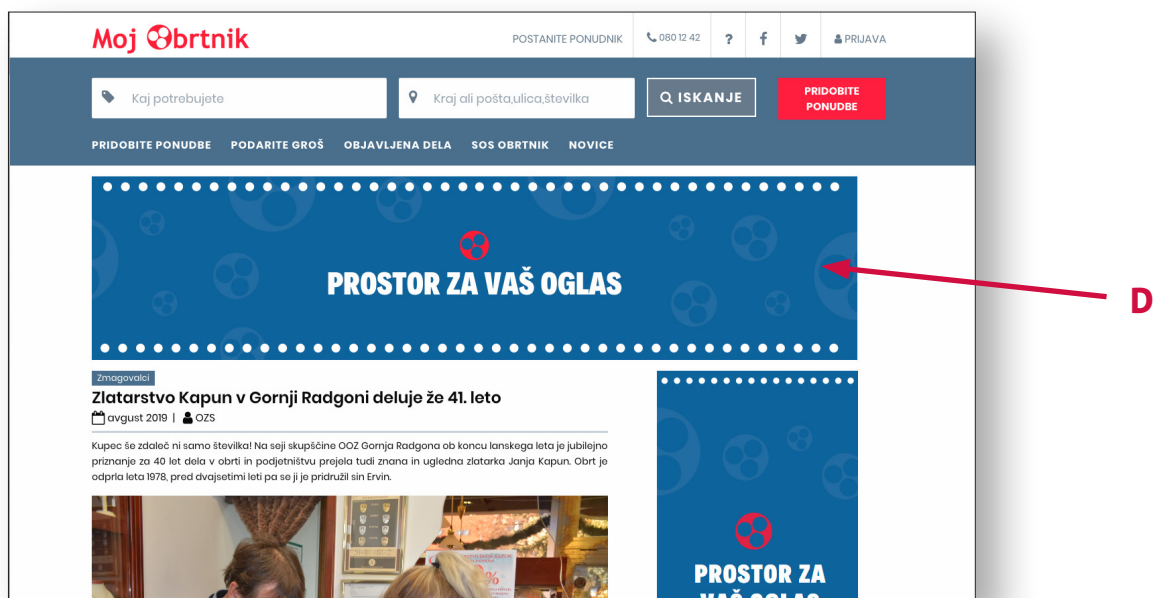 Moj Obrtnik
POSTANITE PONUDNIK
080 12 42
?
PRIJAVA
Kaj potrebujete
Kraj ali pošta,ulica,številka
ISKANJE
PRIDOBITE
PONUDBE
PRIDOBITE PONUDBE PODARITE GROŠ OBJAVLJENA DELA SOS OBRTNIK NOVICE
PROSTOR ZA VAŠ OGLAS
D
Zmagovalci
Zlatarstvo Kapun v Gornji Radgoni deluje že 41. leto
avgust 2019 | OZS
Kupec še zdaleč ni samo številka! Na seji skupščine OOZ Gornja Radgona ob koncu lanskega leta je jubilejno
priznanje za 40 let dela v obrti in podjetništvu prejela tudi znana in ugledna zlatarka Janja Kapun. Obrt je
odprla leta 1978, pred dvajsetimi leti pa se ji je pridružil sin Ervin.
PROSTOR ZA
VAŠ OGLAS